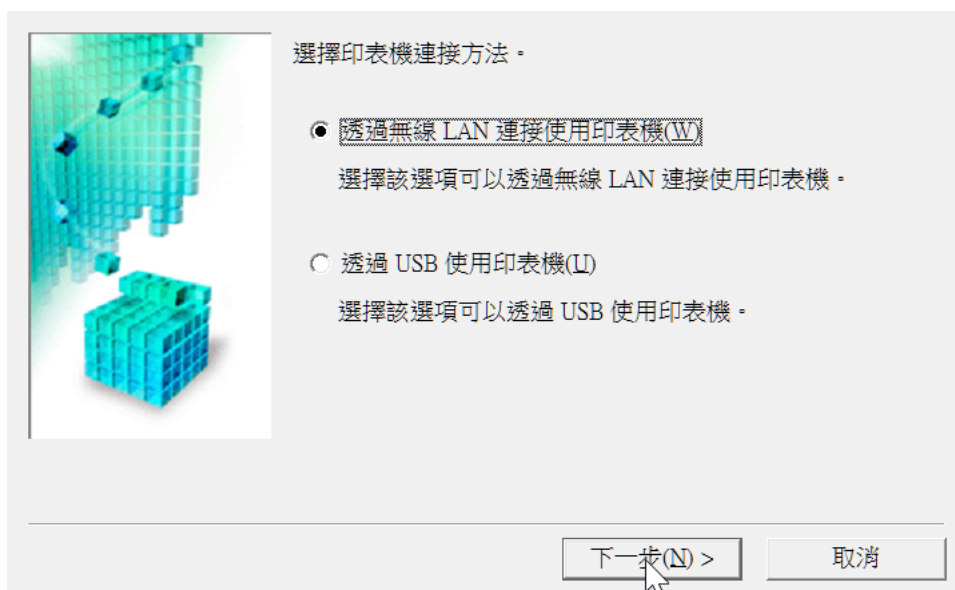 選擇印表機連接方法。
透過無線 LAN 連接使用印表機(W)
選擇該選項可以透過無線 LAN 連接使用印表機。
透過 USB 使用印表機(U)
選擇該選項可以透過 USB 使用印表機。
下一步(N) >
取消